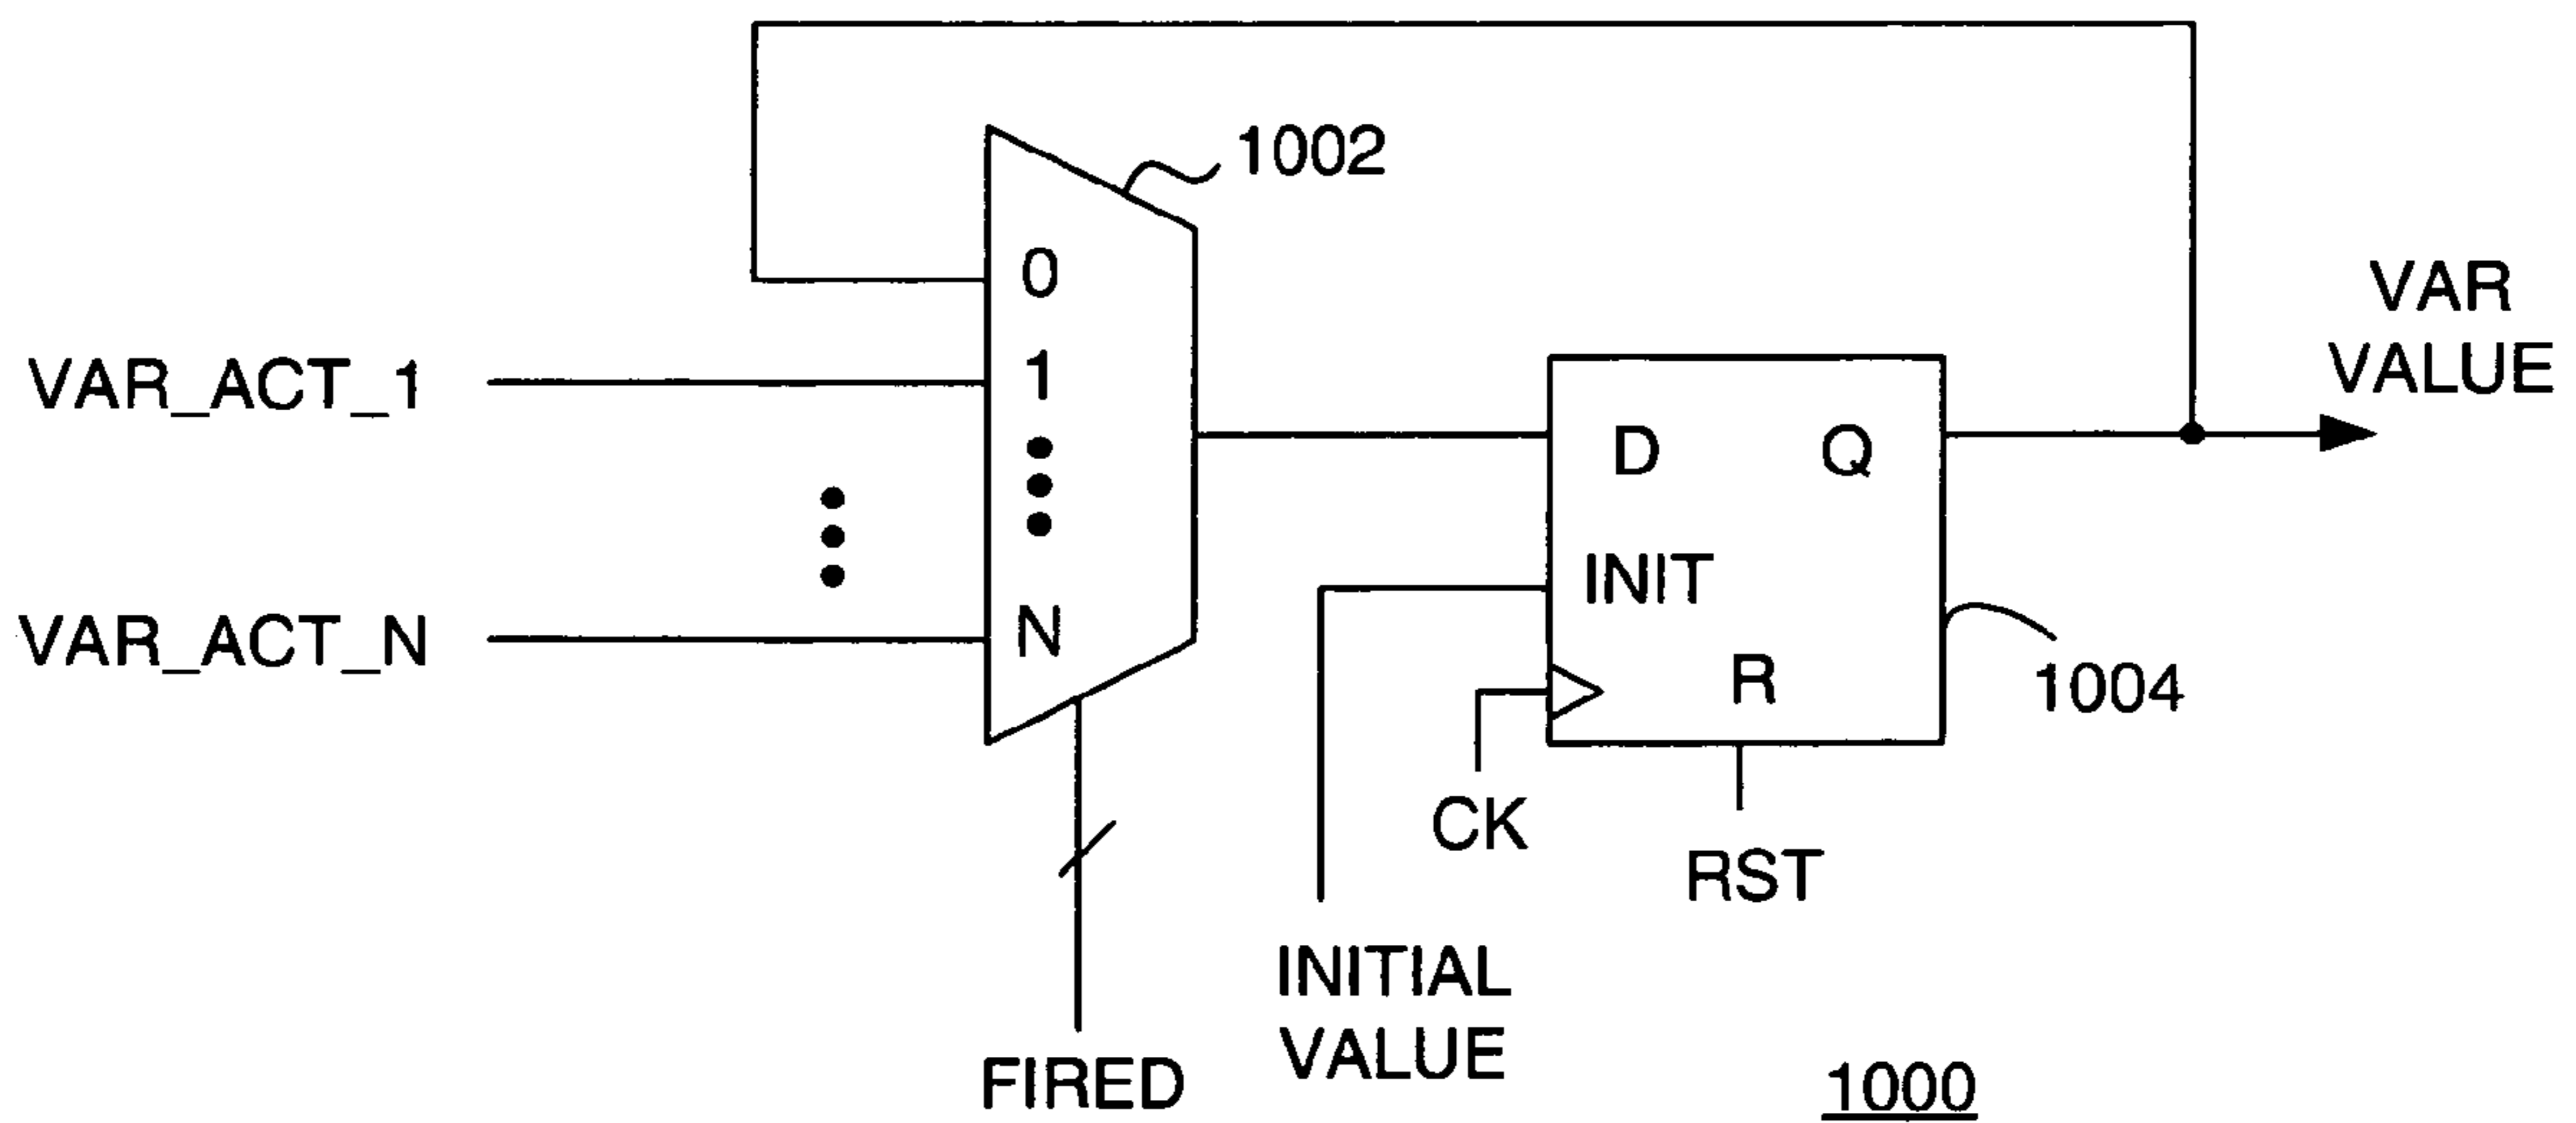 1002
0
VAR
VALUE
VAR_ACT_1
1
D
Q
INIT
VAR_ACT_N
N
R
1004
CK
RST
INITIAL
VALUE
FIRED
1000